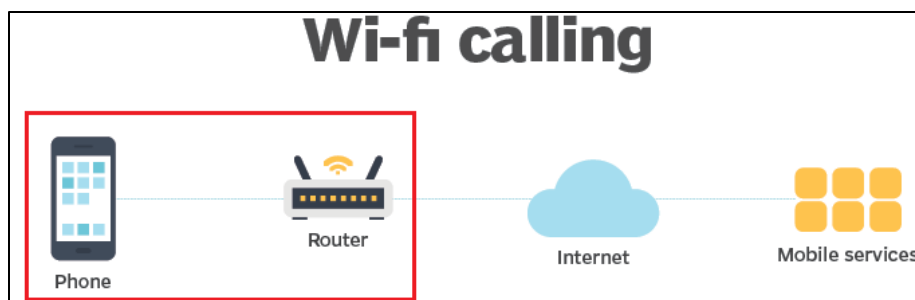 Wi-fi calling
Phone
Router
Internet
Mobile services